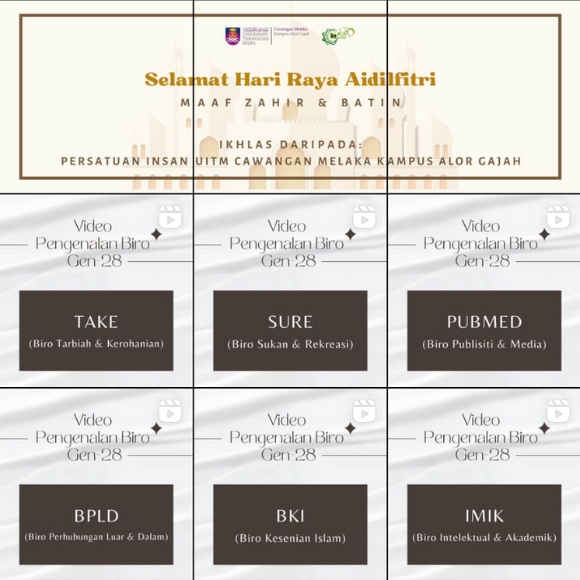 UNIVERSITI
TEKNOLOGI
MARA
Cawangan Melaka
Kampus Alor Gajah
Selamat Hari Raya Aidilfitri
MAAF ZAHIR & BATIN
IKHLAS DARIPADA:
PERSATUAN INSAN UITM CAWANGAN MELAKA KAMPUS ALOR GAJAH
Video
Pengenalan Biro
Gen-28
TAKE
(Biro Tarbiah & Kerohanian)
Video
Pengenalan Biro
Gen-28
SURE
(Biro Sukan & Rekreasi)
Video
Pengenalan Biro
Gen-28
PUBMED
(Biro Publisiti & Media)
Video
Pengenalan Biro
Gen-28
BPLD
(Biro Perhubungan Luar & Dalam)
Video
Pengenalan Biro
Gen-28
BKI
(Biro Kesenian Islam)
Video
Pengenalan Biro
Gen-28
IMIK
(Biro Intelektual & Akademik)